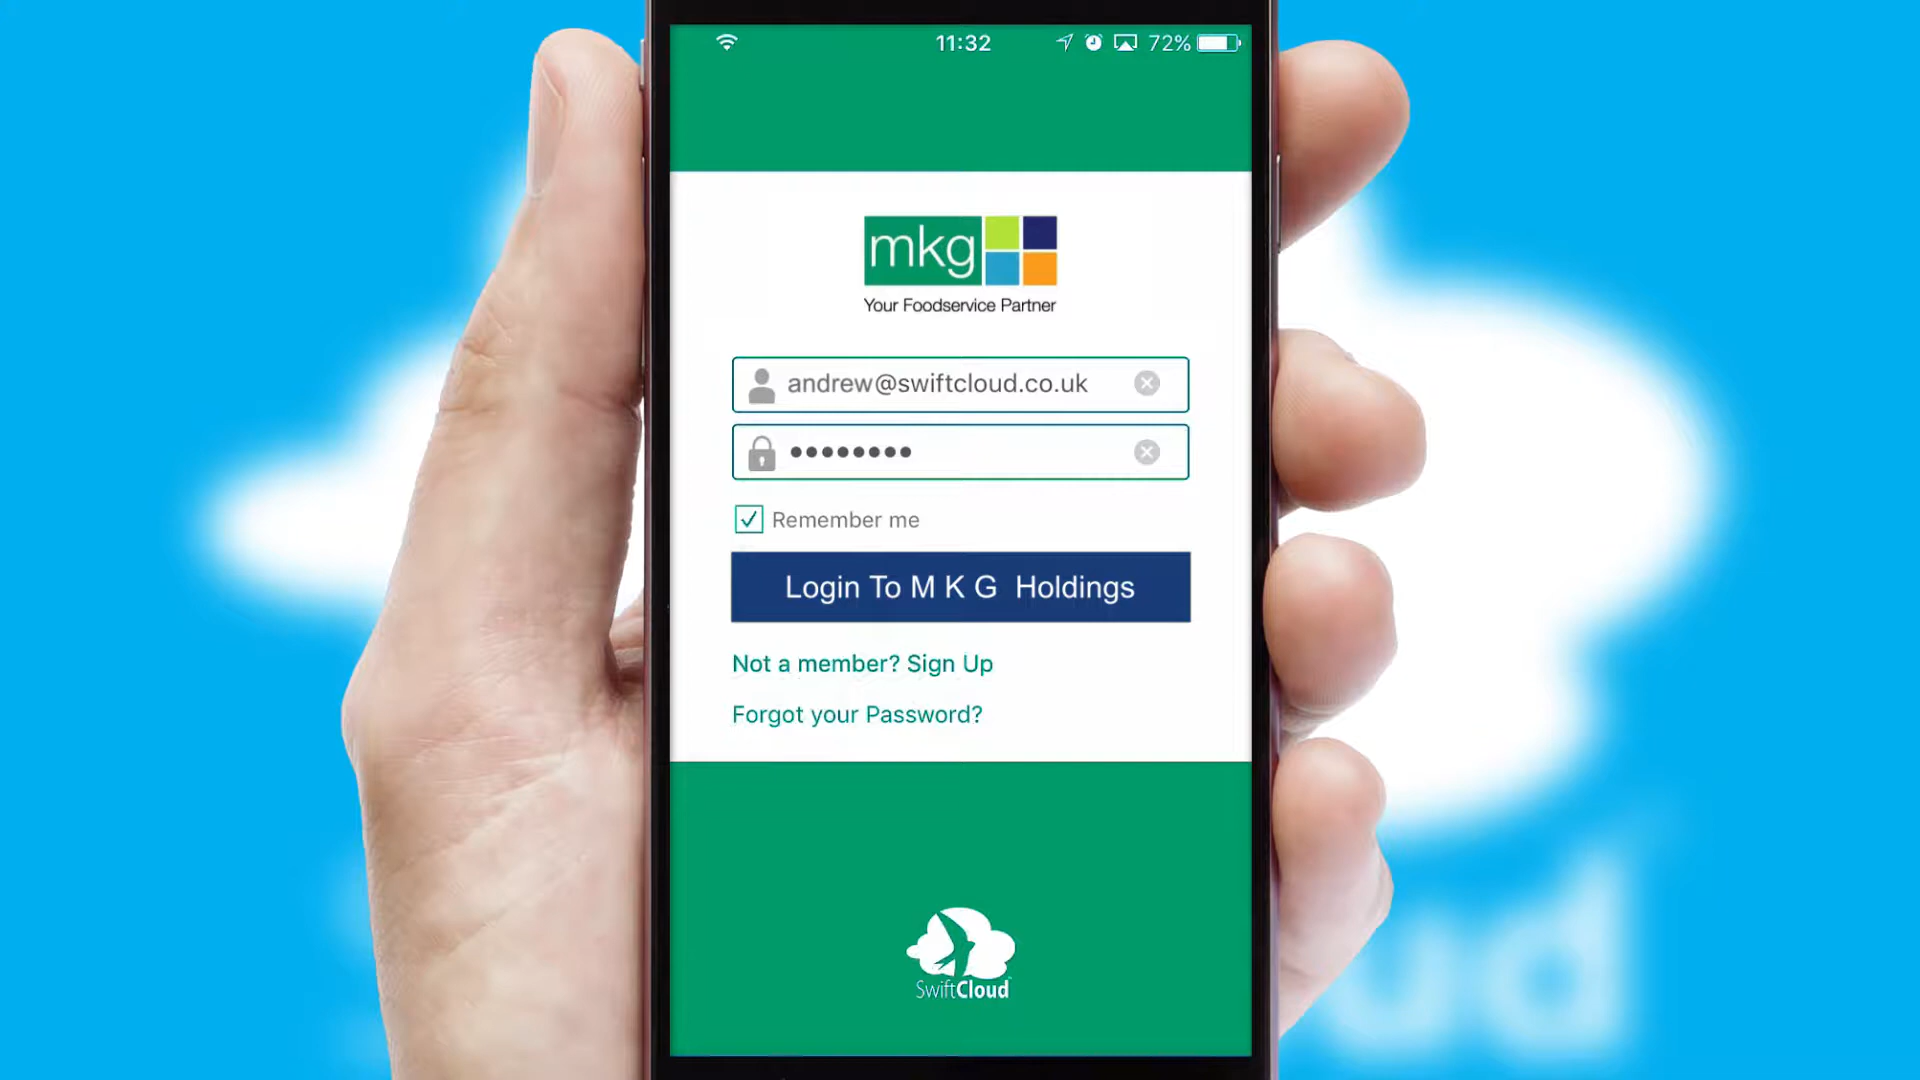 11:32
72%
mkg
Your Foodservice Partner
andrew@swiftcloud.co.uk
••••••••
Remember me
Login To M K G  Holdings
Not a member? Sign Up
Forgot your Password?
SwiftCloud
ud